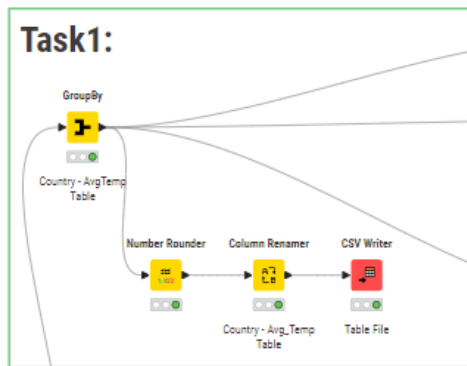 Task1:
GroupBy
Country - AvgTemp
Table
Number Rounder
Column Renamer
CSV Writer
Country - Avg_Temp
Table
Table File